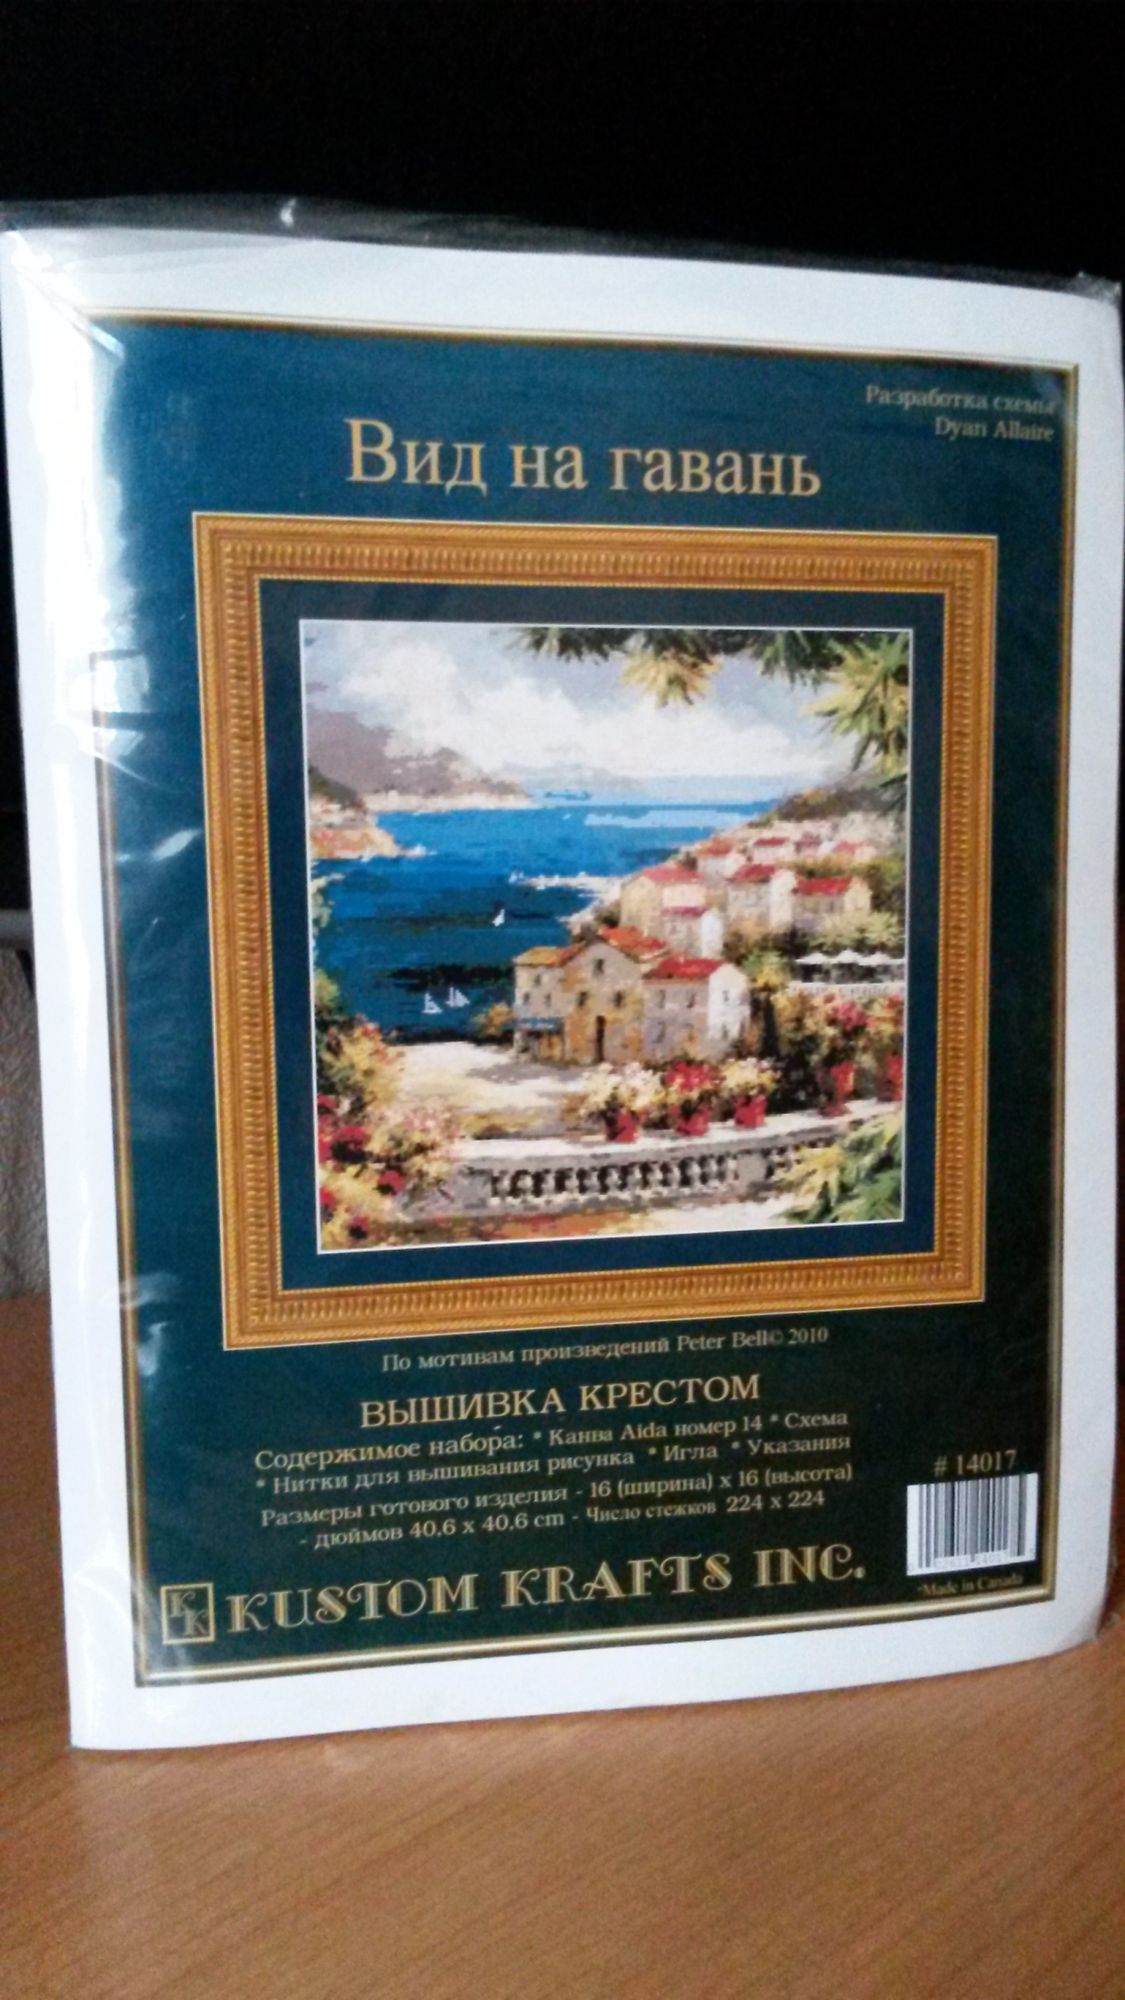 Разработка схемы
Dyan Allaire
Вид на гавань
По мотивам произведений Peter Bell© 2010
ВЫШИВКА КРЕСТОМ
Содержимое набора: * Канва Aida номер 14 * Схема
* Нитки для вышивания рисунка * Игла * Указания
Размеры готового изделия - 16 (ширина) x 16 (высота)
- дюймов 40.6 x 40.6 cm - Число стежков 224 x 224
# 14017
KK KUSTOM KRAFTS INC.
*Made in Canada